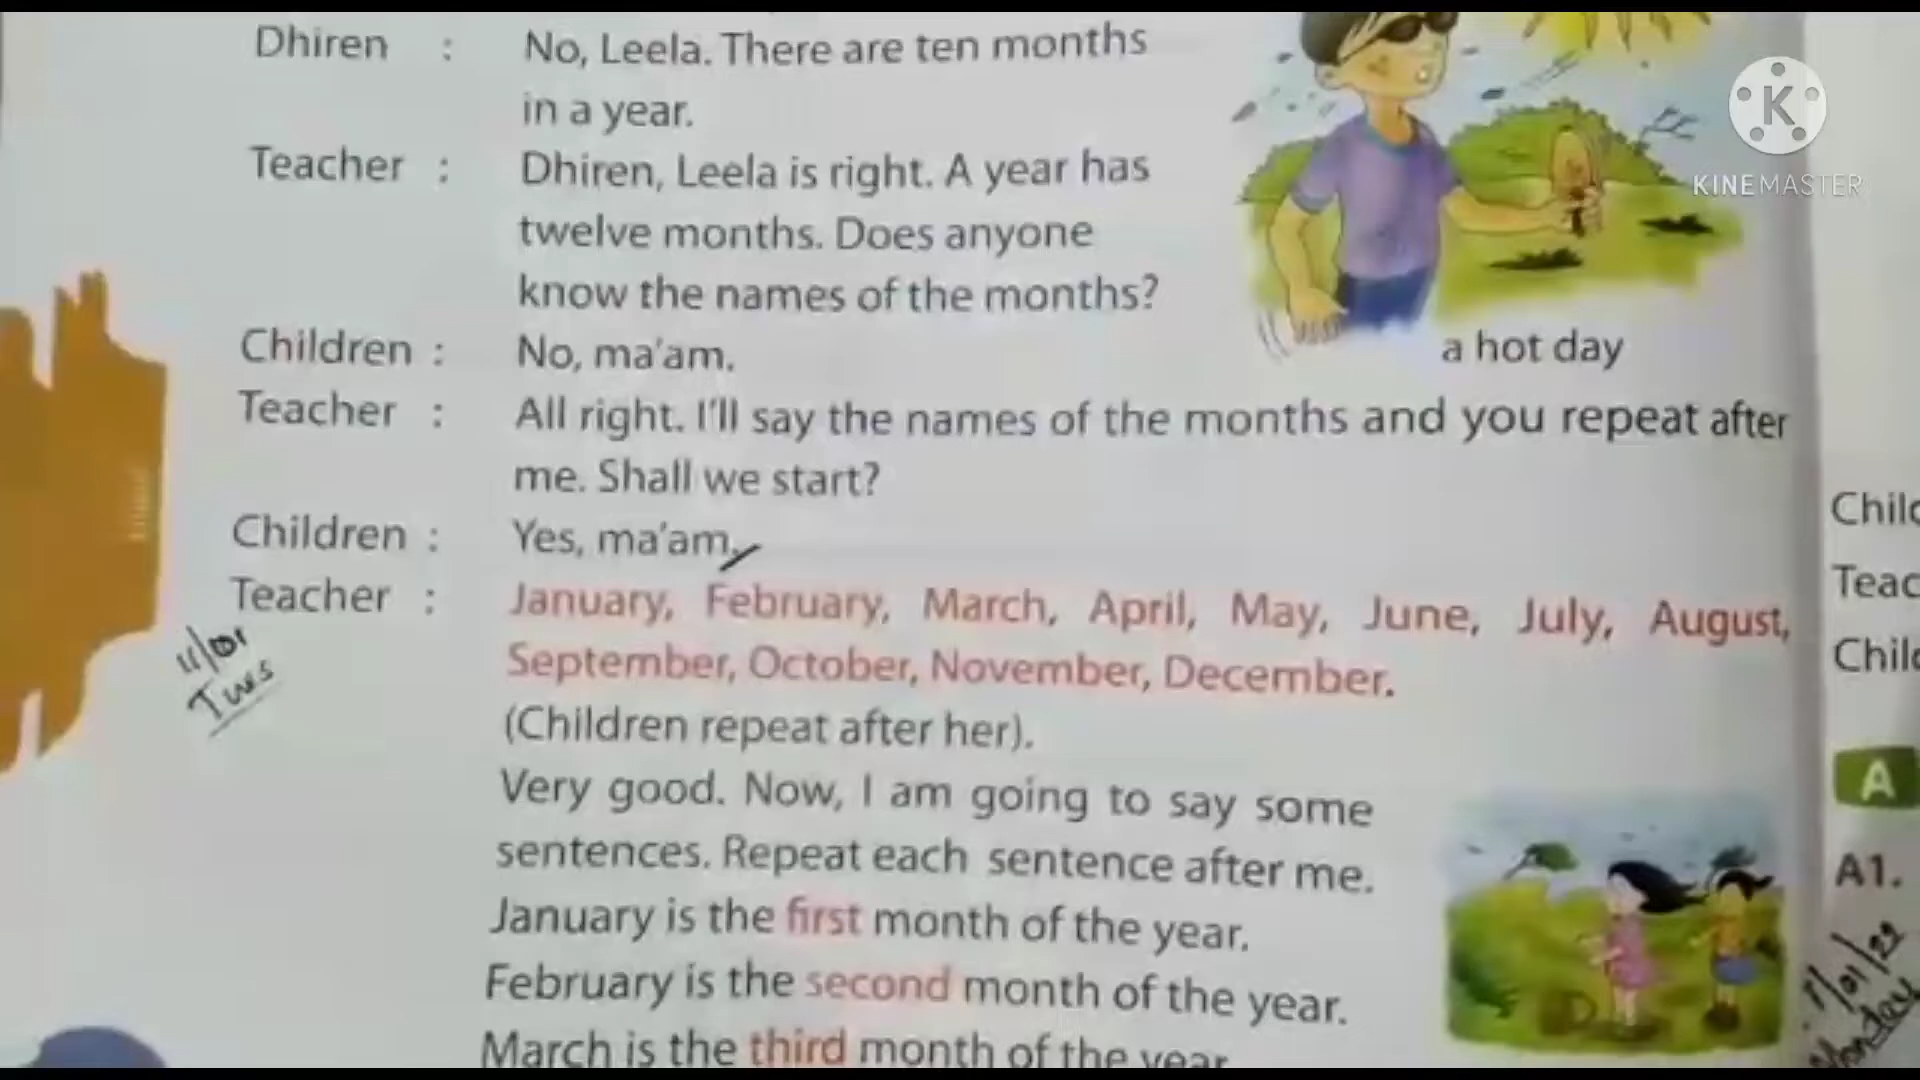 Dhiren : No, Leela. There are ten months
in a year.
Teacher : Dhiren, Leela is right. A year has
twelve months. Does anyone
know the names of the months?
Children : No, ma'am.
a hot day
Teacher : All right. I'll say the names of the months and you repeat after
me. Shall we start?
Children : Yes, ma'am.
Teacher : January, February, March, April, May, June, July, August,
September, October, November, December.
(Children repeat after her).
Very good. Now, I am going to say some
sentences. Repeat each sentence after me.
January is the first month of the year.
February is the second month of the year.
March is the third month of the year
11/01
Tues
KINEMASTER
A
A1.